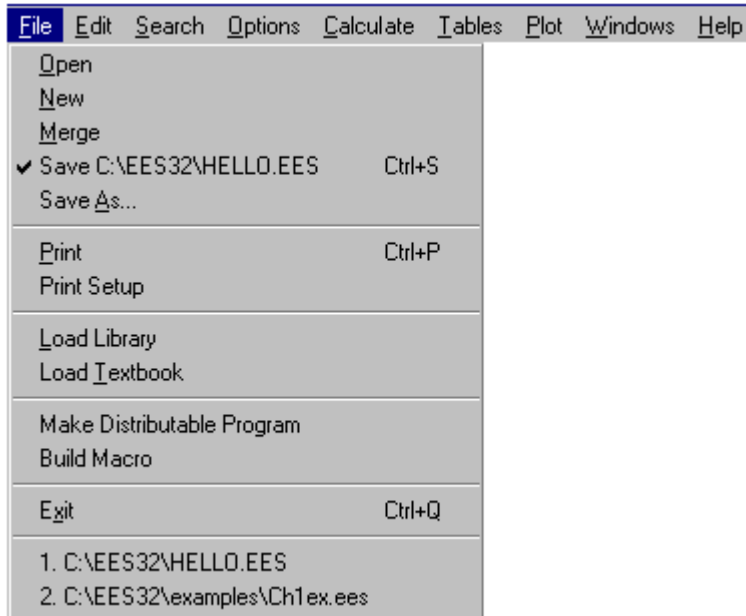 File Edit Search Options Calculate Tables Plot Windows Help
Open
New
Merge
✔ Save C:\EES32\HELLO.EES Ctrl+S
Save As...
Print Ctrl+P
Print Setup
Load Library
Load Textbook
Make Distributable Program
Build Macro
Exit Ctrl+Q
1. C:\EES32\HELLO.EES
2. C:\EES32\examples\Ch1ex.ees